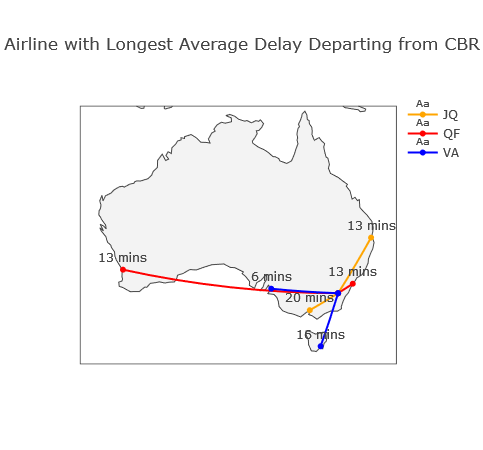 Airline with Longest Average Delay Departing from CBR
Aa
JQ
Aa
QF
Aa
VA
13 mins
13 mins
6 mins
13 mins
20 mins
16 mins